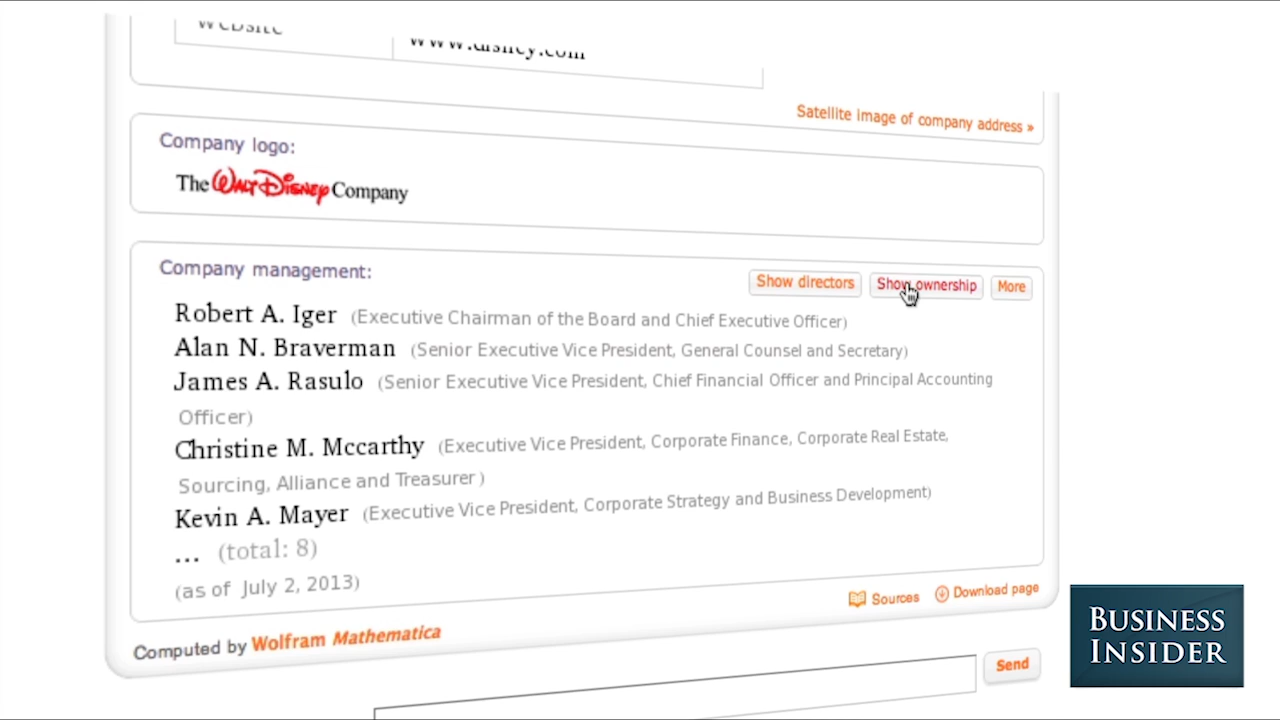 Website
www.disney.com
Satellite image of company address »
Company logo:
The Walt Disney Company
Company management:
Show directors Show ownership More
Robert A. Iger (Executive Chairman of the Board and Chief Executive Officer)
Alan N. Braverman (Senior Executive Vice President, General Counsel and Secretary)
James A. Rasulo (Senior Executive Vice President, Chief Financial Officer and Principal Accounting
Officer)
Christine M. Mccarthy (Executive Vice President, Corporate Finance, Corporate Real Estate,
Sourcing, Alliance and Treasurer )
Kevin A. Mayer (Executive Vice President, Corporate Strategy and Business Development)
... (total: 8)
(as of July 2, 2013)
Sources Download page
Computed by Wolfram Mathematica
Send
BUSINESS
INSIDER